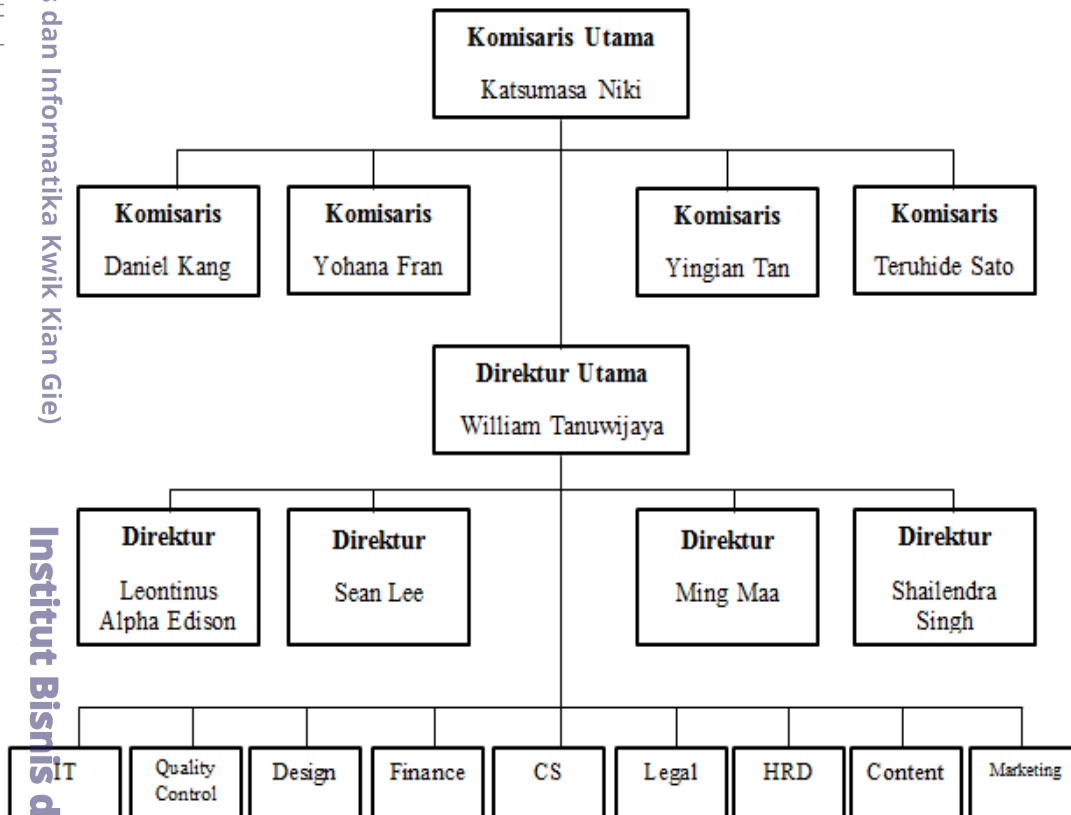 s dan Informatika Kwik Kian Gie)
Institut Bisnis d
Komisaris Utama
Katsumasa Niki
Komisaris
Daniel Kang
Komisaris
Yohana Fran
Komisaris
Yingian Tan
Komisaris
Teruhide Sato
Direktur Utama
William Tanuwijaya
Direktur
Leontinus
Alpha Edison
Direktur
Sean Lee
Direktur
Ming Maa
Direktur
Shailendra
Singh
IT
Quality
Control
Design
Finance
CS
Legal
HRD
Content
Marketing